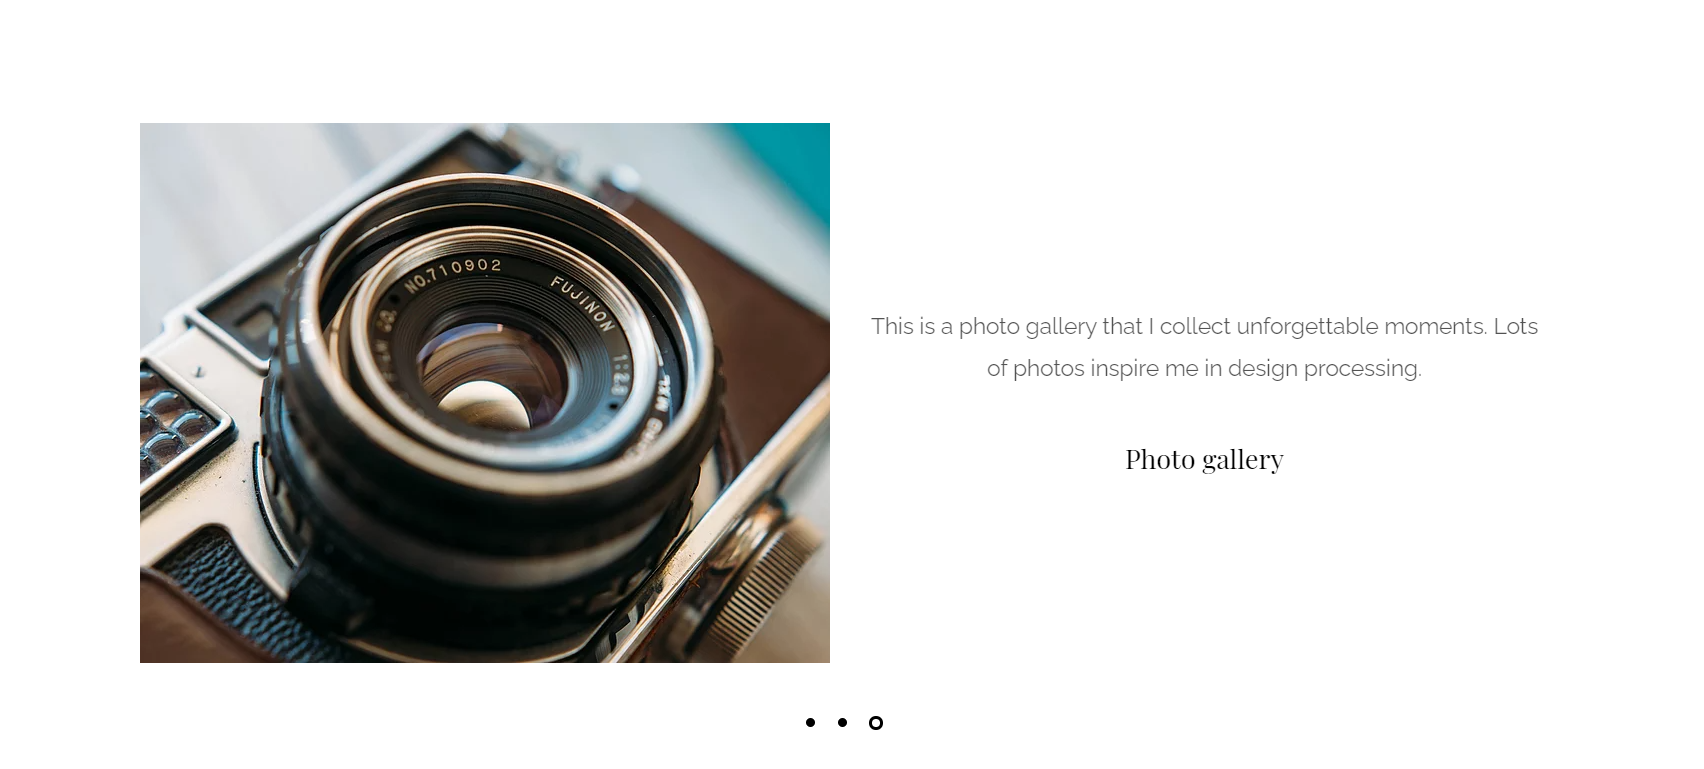 NO.710902
FUJINON
1:2.8
This is a photo gallery that I collect unforgettable moments. Lots
of photos inspire me in design processing.
Photo gallery